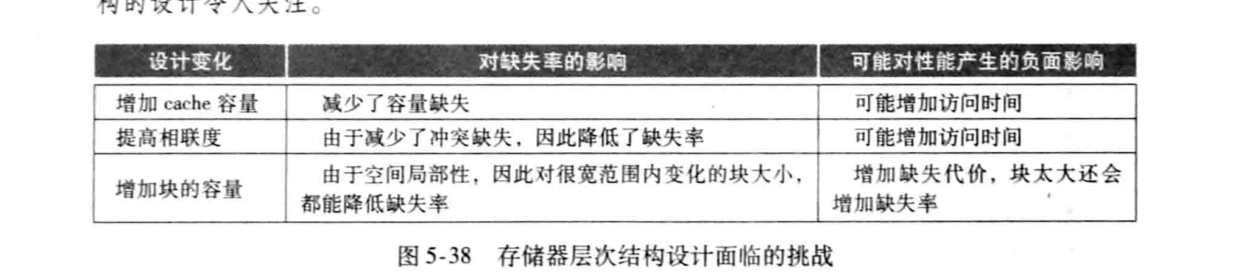 构的设计令人关注。
设计变化 对缺失率的影响 可能对性能产生的负面影响
增加 cache 容量 减少了容量缺失 可能增加访问时间
提高相联度 由于减少了冲突缺失，因此降低了缺失率 可能增加访问时间
增加块的容量 由于空间局部性，因此对很宽范围内变化的块大小，都能降低缺失率 增加缺失代价，块太大还会增加缺失率
图 5-38 存储器层次结构设计面临的挑战